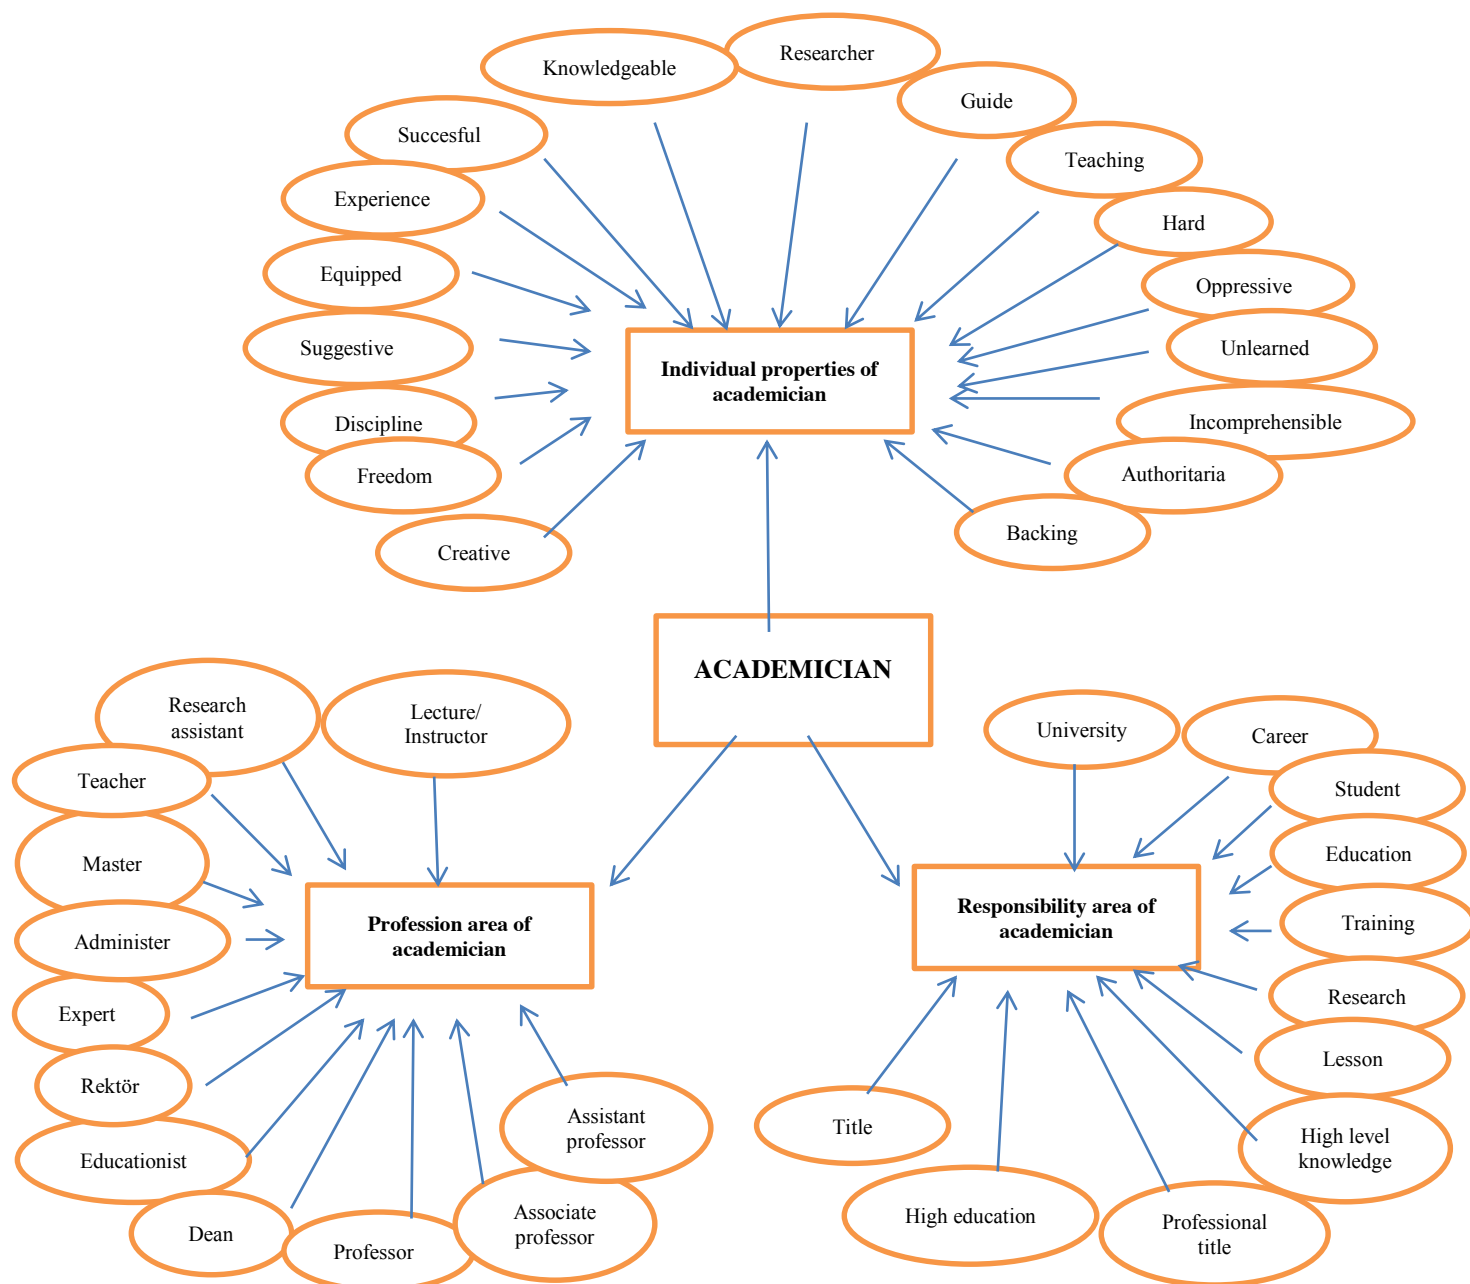 Researcher
Knowledgeable
Guide
Succesful
Teaching
Experience
Hard
Equipped
Oppressive
Suggestive
Unlearned
Individual properties of
academician
Discipline
Incomprehensible
Freedom
Authoritaria
Backing
Creative
ACADEMICIAN
Research
assistant
Lecture/
Instructor
University
Career
Teacher
Student
Master
Education
Profession area of
academician
Responsibility area of
academician
Administer
Training
Expert
Research
Rektör
Lesson
Assistant
professor
Title
Educationist
High level
knowledge
Dean
Professor
Associate
professor
High education
Professional
title